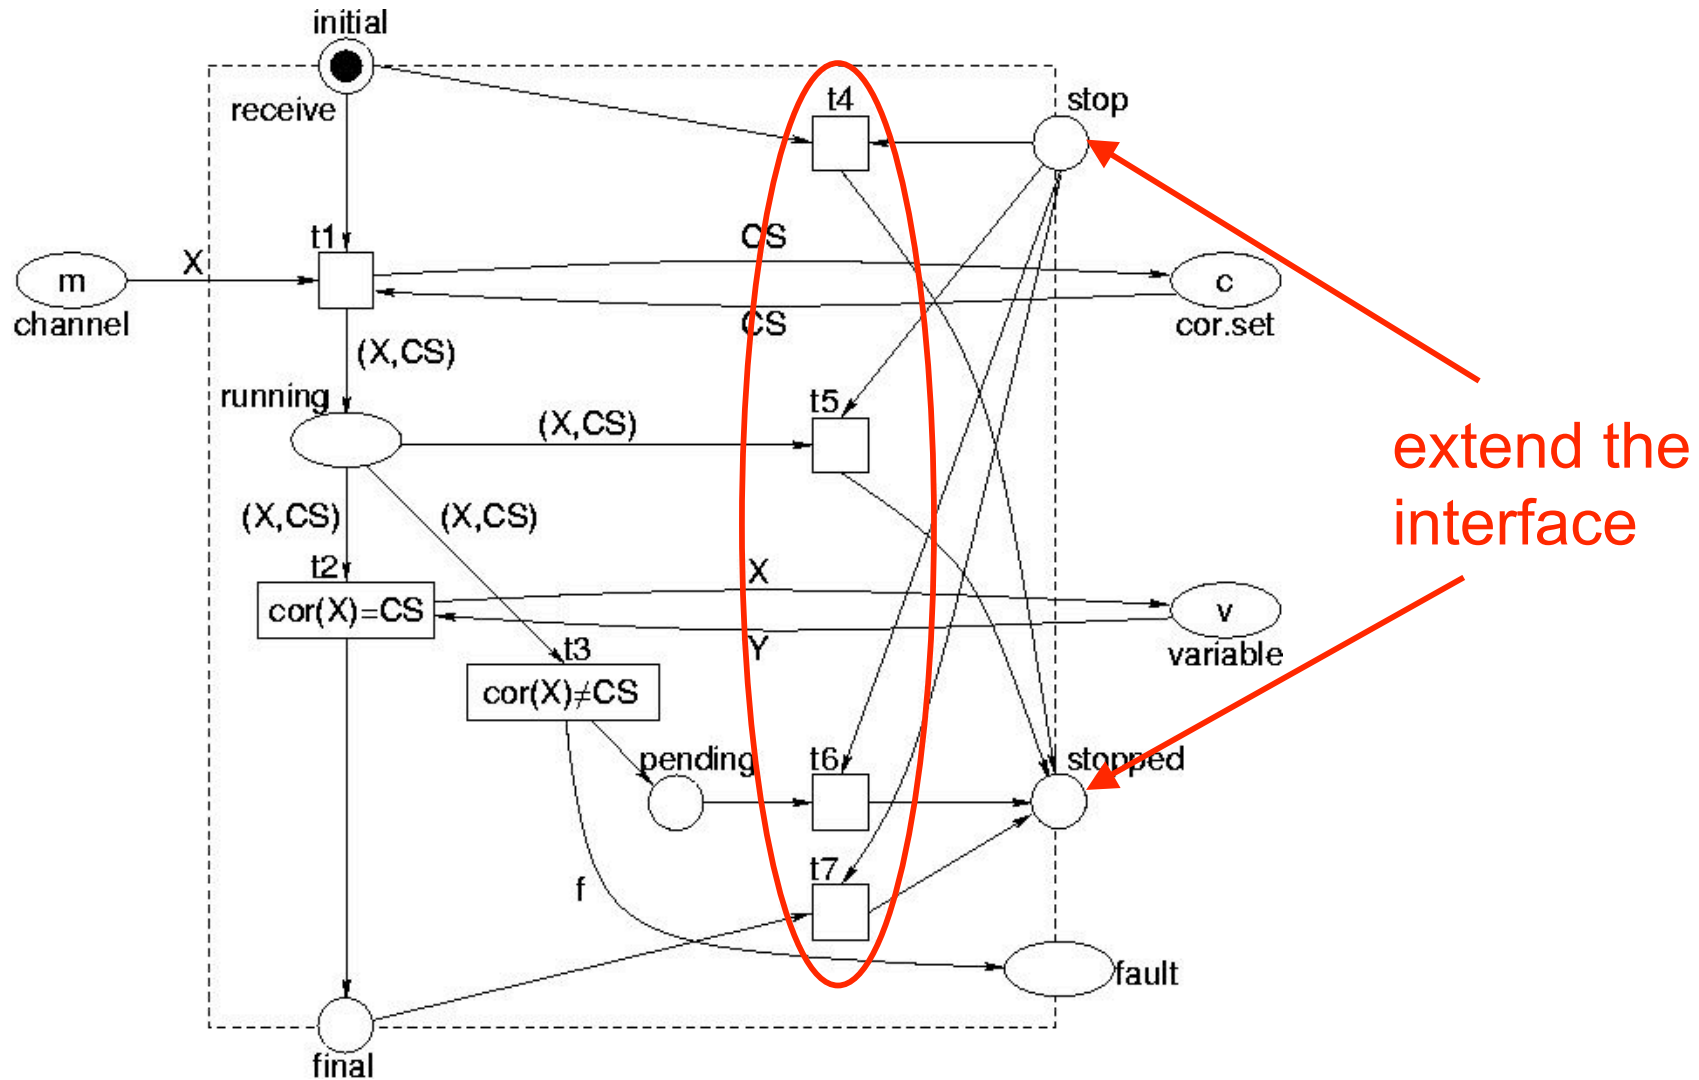 initial
receive
t4
stop
t1
CS
X
m
c
channel
CS
cor.set
(X,CS)
running
t5
(X,CS)
extend the
interface
(X,CS)
(X,CS)
t2
X
cor(X)=CS
v
Y
variable
t3
cor(X)≠CS
pending
t6
stopped
t7
f
fault
final